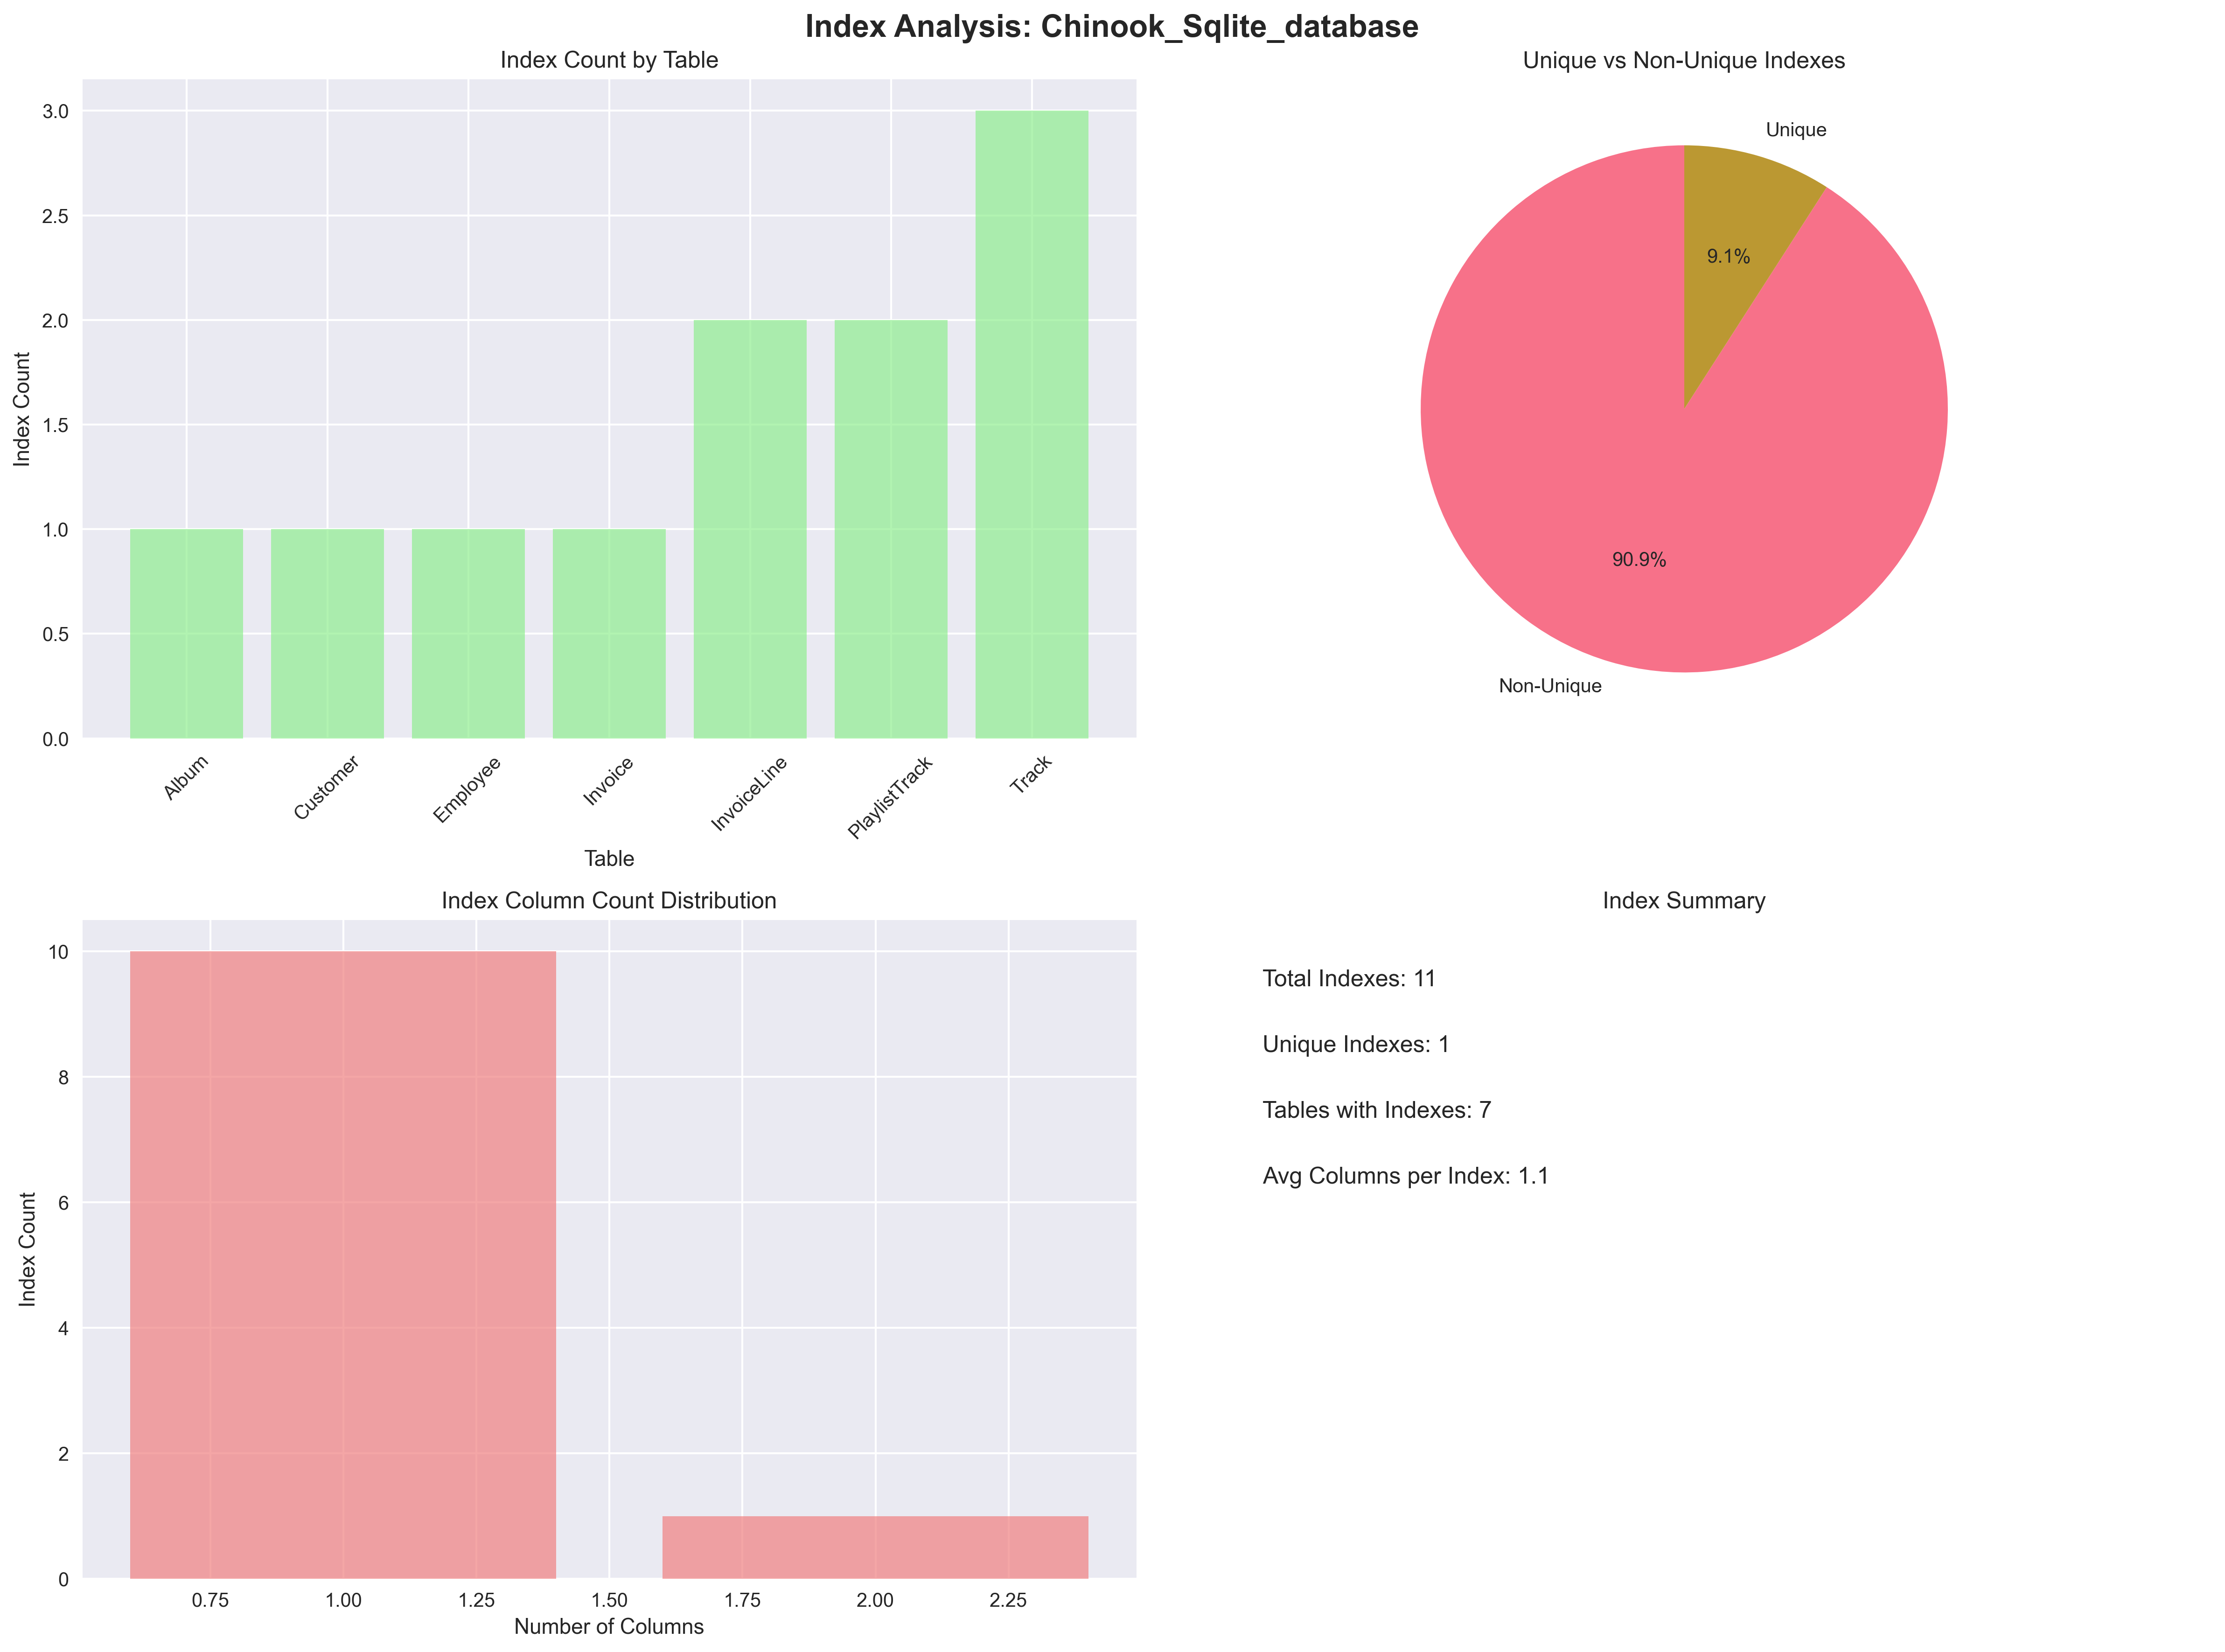 Index Analysis: Chinook_Sqlite_database
Index Count by Table
Index Count
3.0
2.5
2.0
1.5
1.0
0.5
0.0
Album
Customer
Employee
Invoice
InvoiceLine
PlaylistTrack
Track
Table
Unique vs Non-Unique Indexes
Unique
9.1%
90.9%
Non-Unique
Index Column Count Distribution
Index Count
10
8
6
4
2
0
0.75
1.00
1.25
1.50
1.75
2.00
2.25
Number of Columns
Index Summary
Total Indexes: 11
Unique Indexes: 1
Tables with Indexes: 7
Avg Columns per Index: 1.1